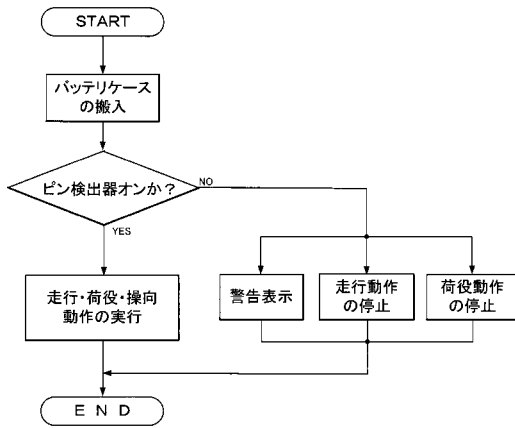 START
バッテリケース
の搬入
ピン検出器オンか？
NO
YES
走行・荷役・操向
動作の実行
警告表示
走行動作
の停止
荷役動作
の停止
E N D